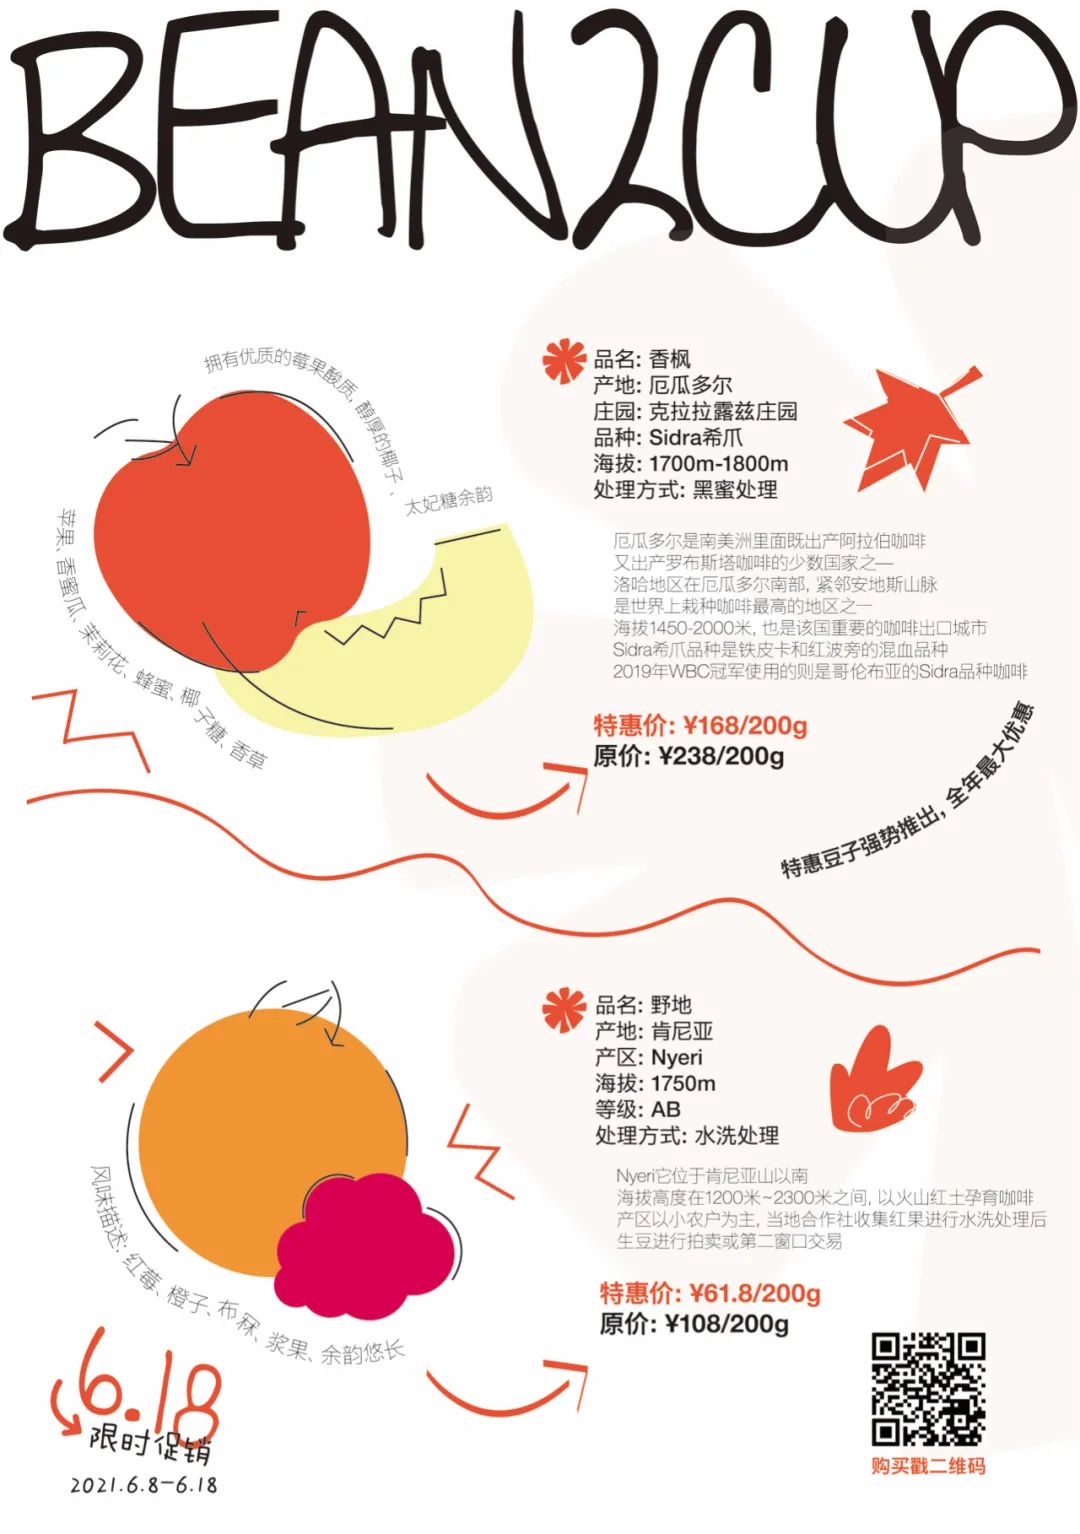 BEAN2CUP
拥有优质的莓果酸质，醇厚的椰子、
太妃糖余韵
苹果、香蜜瓜、茉莉花、蜂蜜、椰子糖、香草
品名: 香枫
产地: 厄瓜多尔
庄园: 克拉拉露兹庄园
品种: Sidra希爪
海拔: 1700m-1800m
处理方式: 黑蜜处理
厄瓜多尔是南美洲里面既出产阿拉伯咖啡
又出产罗布斯塔咖啡的少数国家之一
洛哈地区在厄瓜多尔南部, 紧邻安地斯山脉
是世界上栽种咖啡最高的地区之一
海拔1450-2000米, 也是该国重要的咖啡出口城市
Sidra希爪品种是铁皮卡和红波旁的混血品种
2019年WBC冠军使用的则是哥伦布亚的Sidra品种咖啡
特惠价: ¥168/200g
原价: ¥238/200g
特惠豆子强势推出, 全年最大优惠
品名: 野地
产地: 肯尼亚
产区: Nyeri
海拔: 1750m
等级: AB
处理方式: 水洗处理
Nyeri它位于肯尼亚山以南
海拔高度在1200米~2300米之间, 以火山红土孕育咖啡
产区以小农户为主, 当地合作社收集红果进行水洗处理后
生豆进行拍卖或第二窗口交易
风味描述: 红莓、橙子、布冧、浆果、余韵悠长
特惠价: ¥61.8/200g
原价: ¥108/200g
6.18
限时促销
2021.6.8-6.18
购买戳二维码